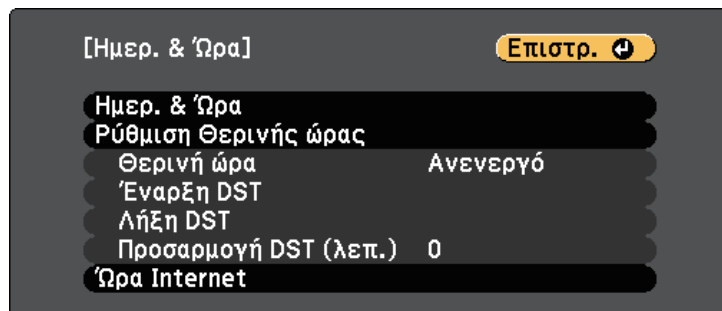 [Ημερ. & Ώρα] Επιστρ.
Ημερ. & Ώρα
Ρύθμιση Θερινής ώρας
Θερινή ώρα Ανενεργό
Έναρξη DST
Λήξη DST
Προσαρμογή DST (λεπ.) 0
Ώρα Internet